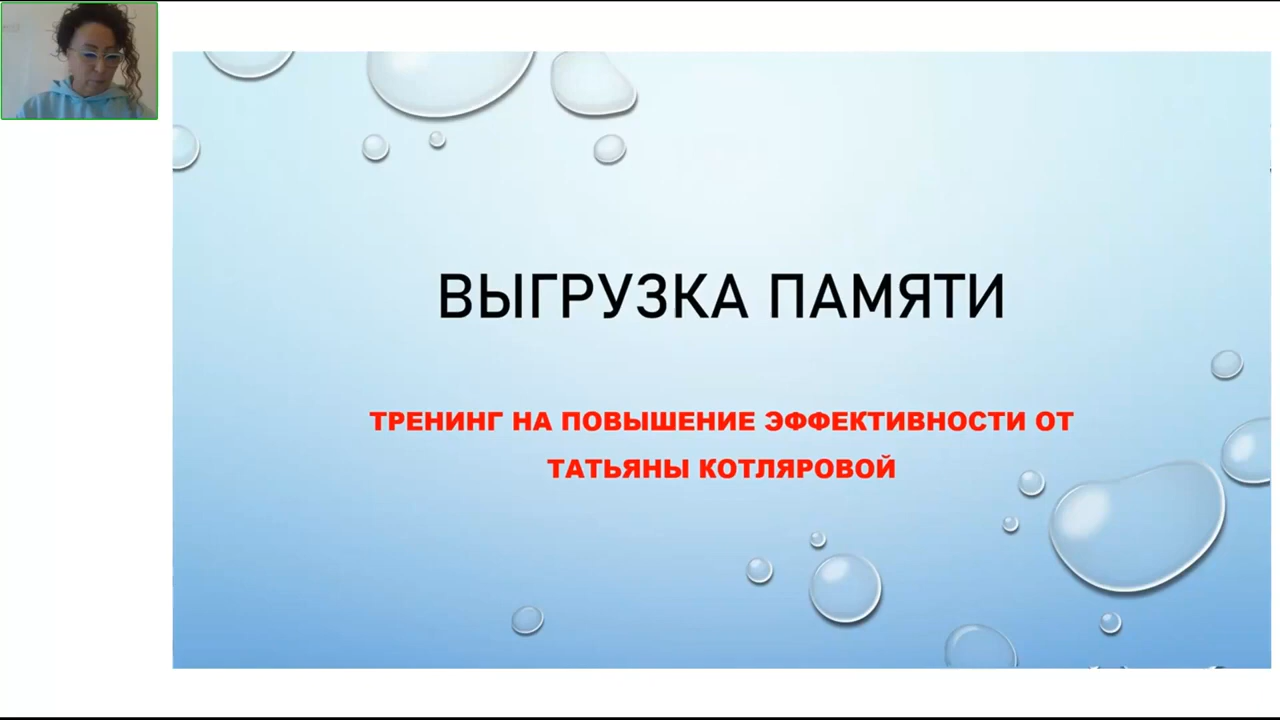 ВЫГРУЗКА ПАМЯТИ
ТРЕНИНГ НА ПОВЫШЕНИЕ ЭФФЕКТИВНОСТИ ОТ
ТАТЬЯНЫ КОТЛЯРОВОЙ